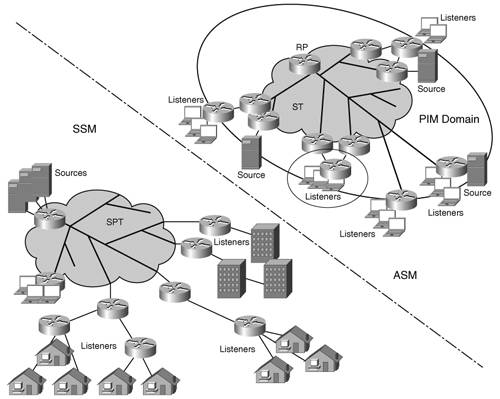 Listeners
RP
Listeners
ST
Source
PIM Domain
SSM
Source
Source
Listeners
Listeners
Listeners
Sources
SPT
Listeners
ASM
Listeners
Listeners